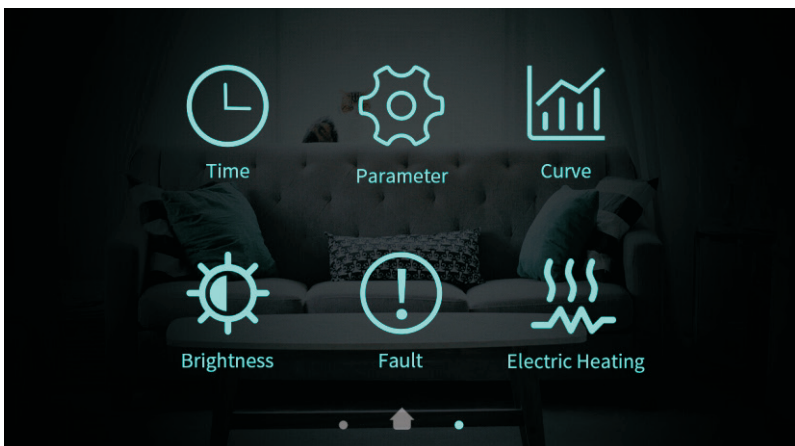 Time
Parameter
Curve
Brightness
Fault
Electric Heating